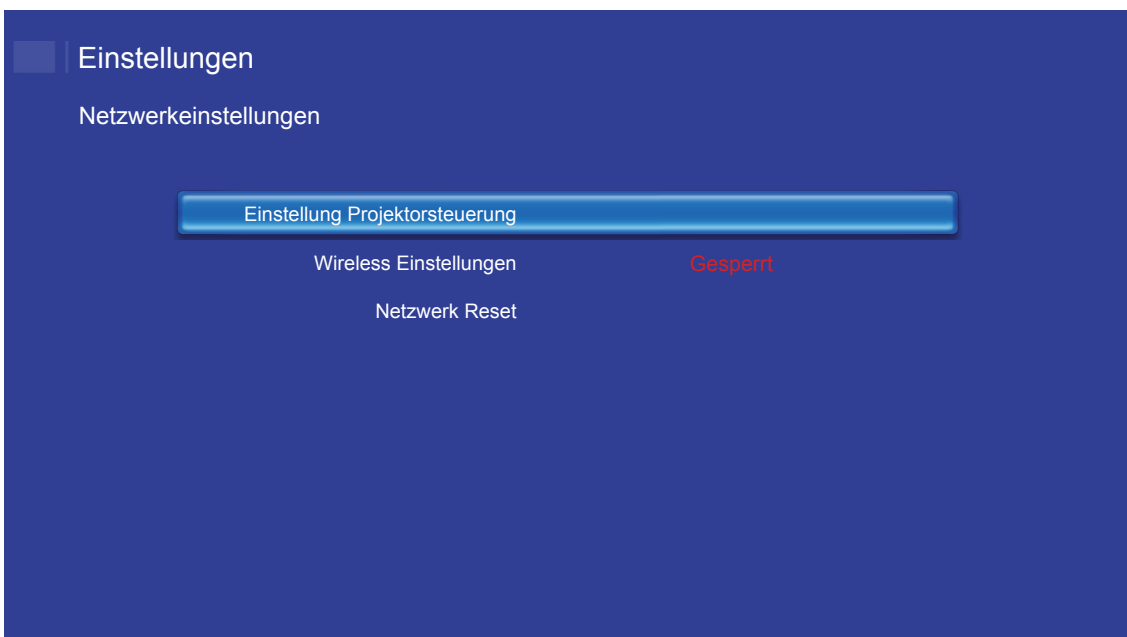 Einstellungen
Netzwerkeinstellungen
Einstellung Projektorsteuerung
Wireless Einstellungen Gesperrt
Netzwerk Reset